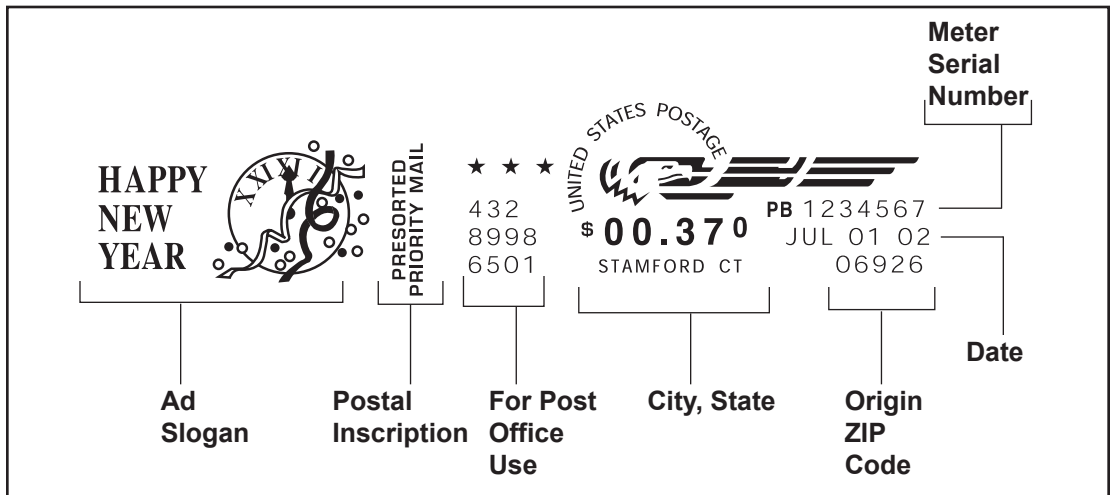 Meter
Serial
Number
UNITED STATES POSTAGE
HAPPY
NEW
YEAR
XXIXII I
PRESORTED
PRIORITY MAIL
★ ★ ★
432
8998
6501
$ 00.37 0
STAMFORD CT
PB 1234567
JUL 01 02
06926
Date
Ad
Slogan
Postal
Inscription
For Post
Office
Use
City, State
Origin
ZIP
Code